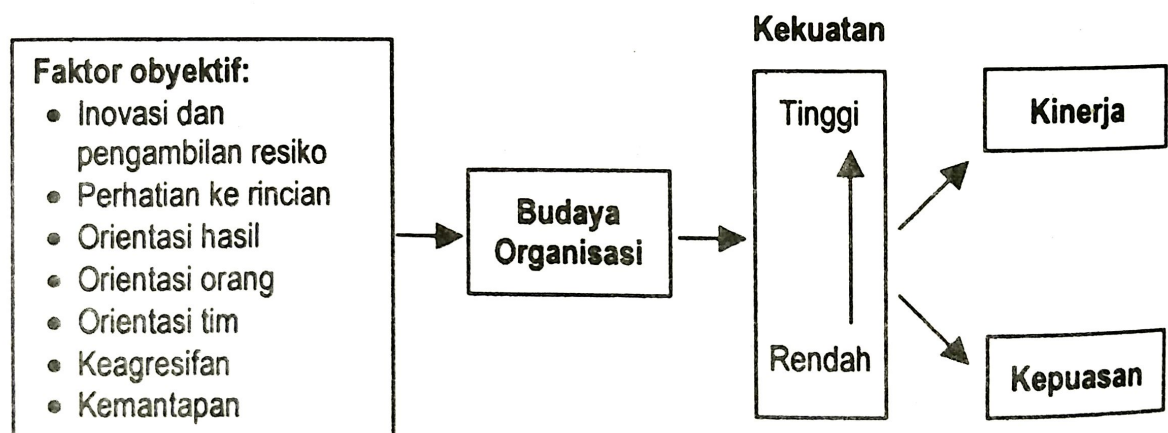 Faktor obyektif:
• Inovasi dan
pengambilan resiko
• Perhatian ke rincian
• Orientasi hasil
• Orientasi orang
• Orientasi tim
• Keagresifan
• Kemantapan
Budaya
Organisasi
Kekuatan
Tinggi
Rendah
Kinerja
Kepuasan